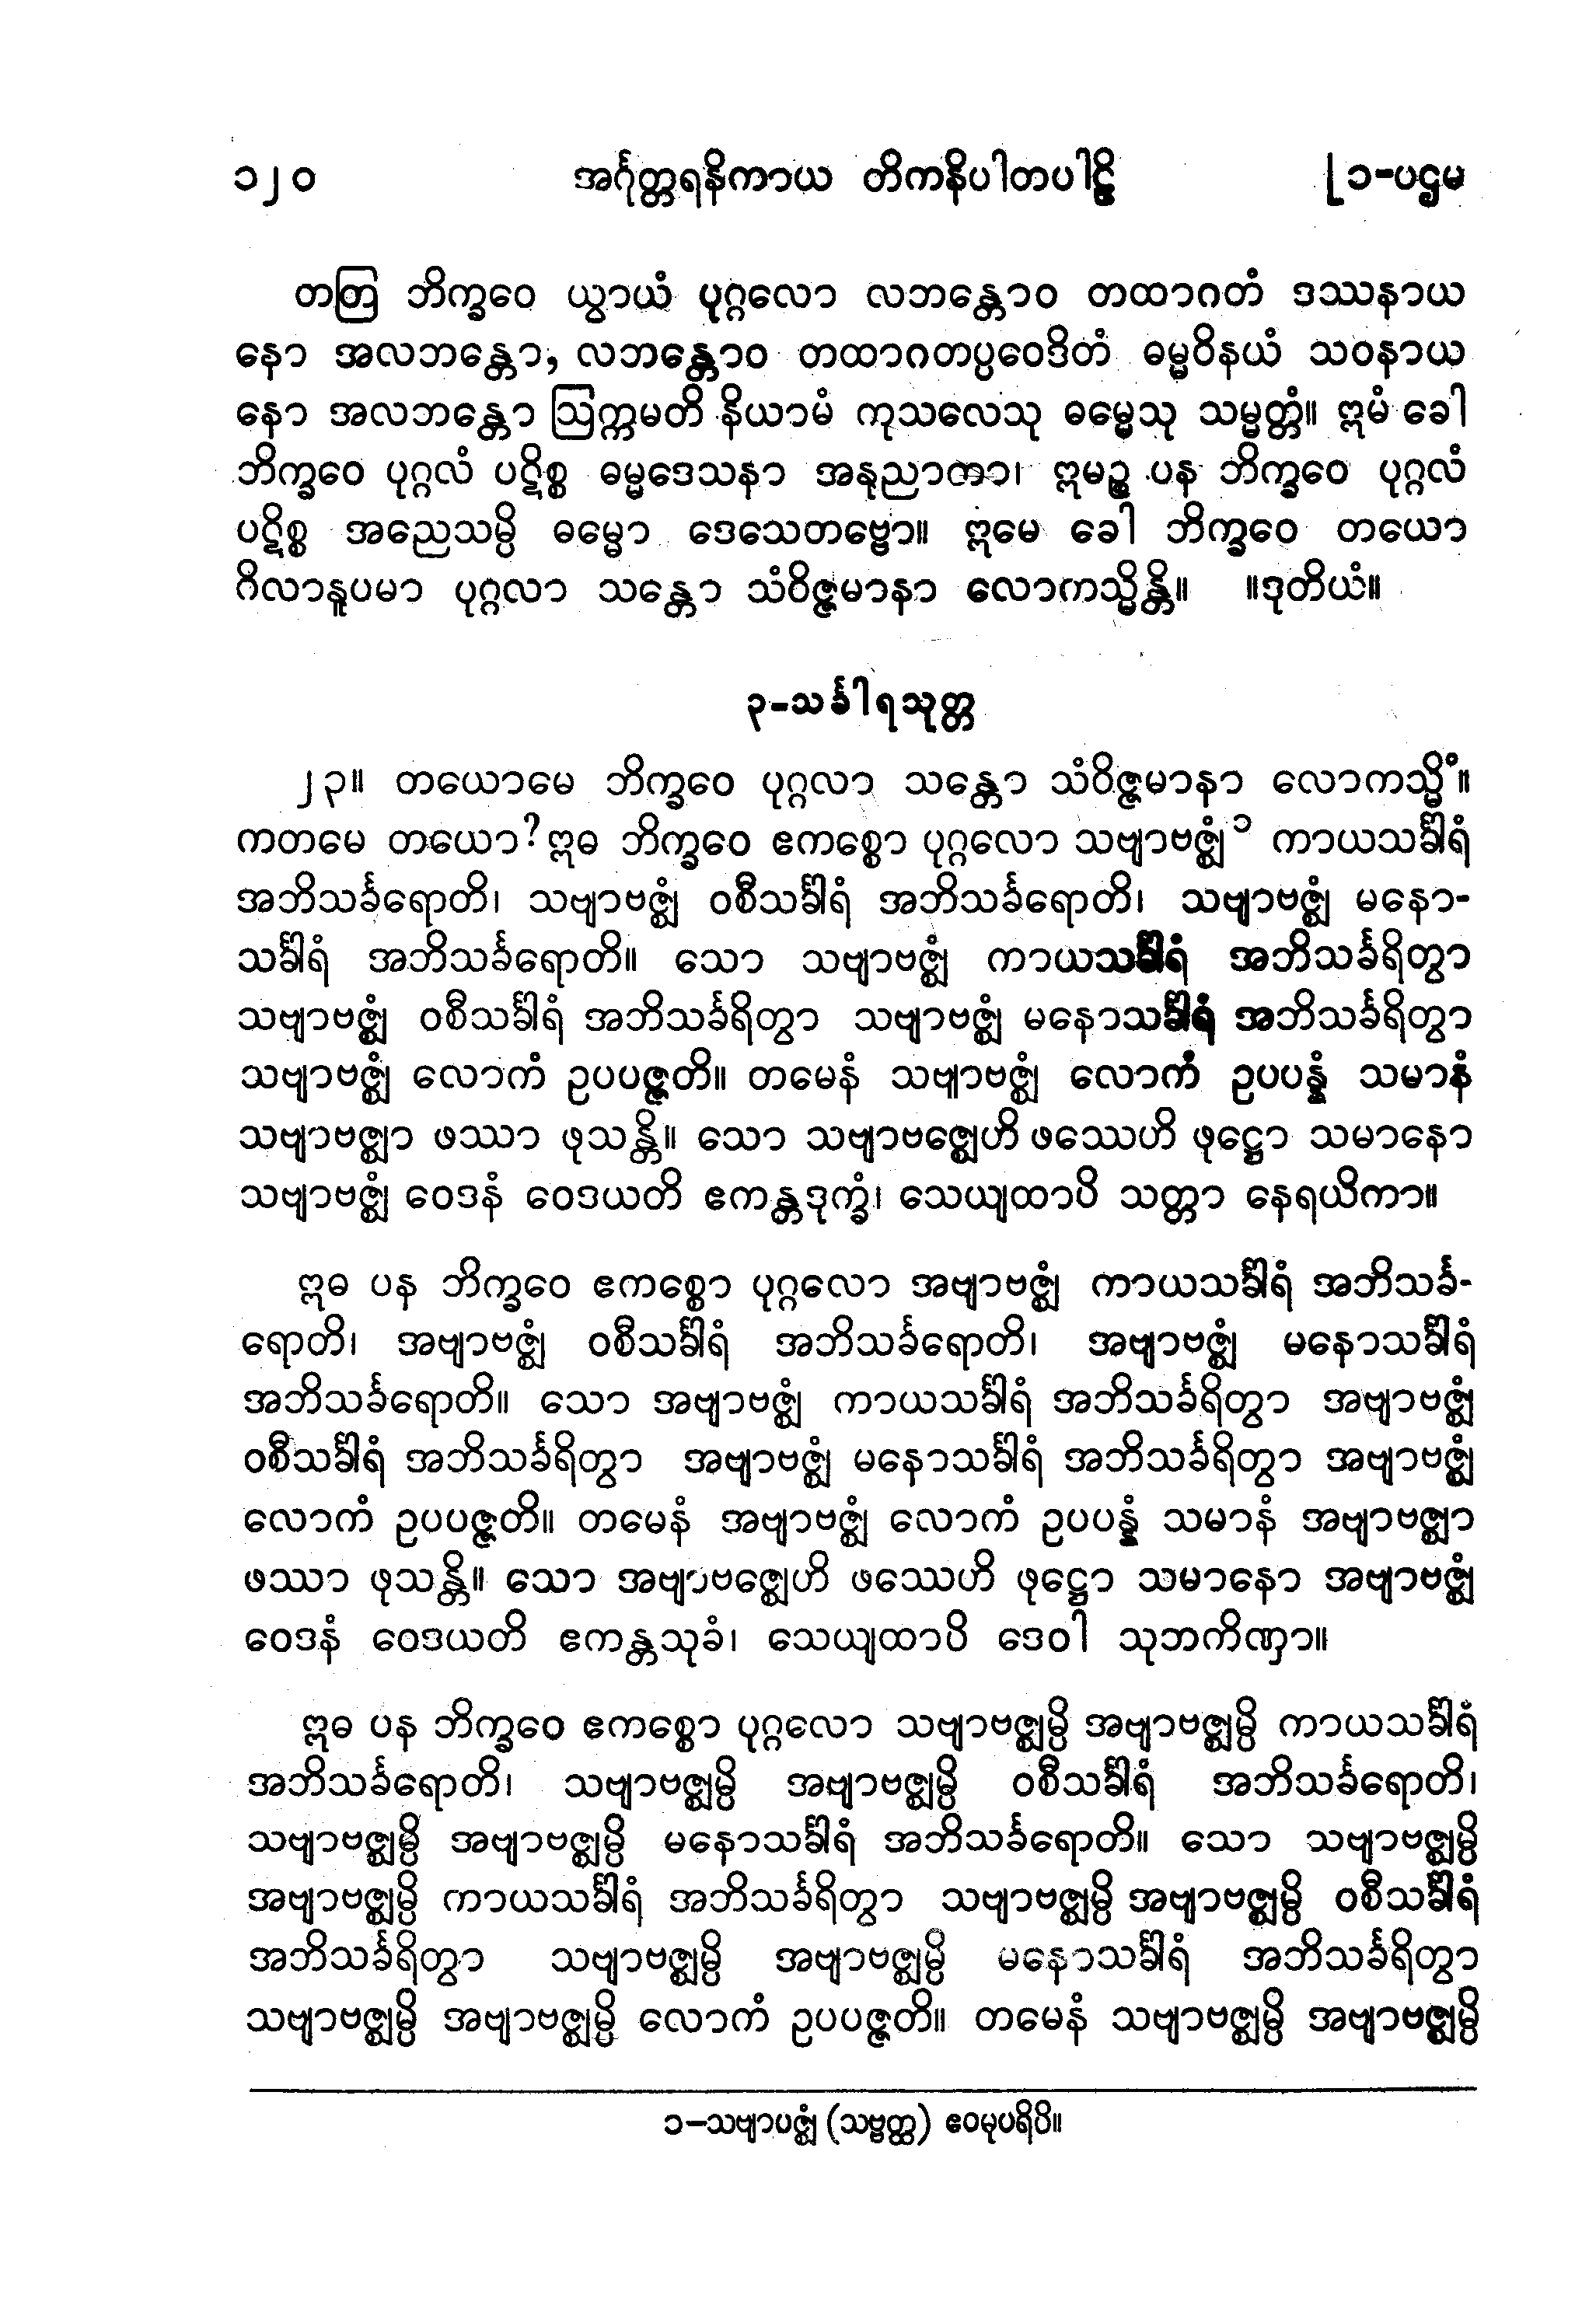 ၁၂၀ အင်္ဂုတ္တရနိကာယ တိကနိပါတပါဠိ [၁-ပဌမ
တတြ ဘိက္ခဝေ ယွာယံ ပုဂ္ဂလော လဘန္တောဝ တထာဂတံ ဒဿနာယ
နော အလဘန္တော, လဘန္တောဝ တထာဂတပ္ပဝေဒိတံ ဓမ္မဝိနယံ သဝနာယ
နော အလဘန္တော ဩက္ကမတိ နိယာမံ ကုသလေသု ဓမ္မေသု သမ္မတ္တံ။ ဣမံ ခေါ
ဘိက္ခဝေ ပုဂ္ဂလံ ပဋိစ္စ ဓမ္မဒေသနာ အနုညာတာ၊ ဣမဉ္စ ပန ဘိက္ခဝေ ပုဂ္ဂလံ
ပဋိစ္စ အညေသမ္ပိ ဓမ္မော ဒေသေတဗ္ဗော။ ဣမေ ခေါ ဘိက္ခဝေ တယော
ဂိလာနူပမာ ပုဂ္ဂလာ သန္တော သံဝိဇ္ဇမာနာ လောကသ္မိန္တိ။ ။ဒုတိယံ။
၃-သင်္ခါရသုတ္တ
၂၃။ တယောမေ ဘိက္ခဝေ ပုဂ္ဂလာ သန္တော သံဝိဇ္ဇမာနာ လောကသ္မိံ။
ကတမေ တယော? ဣဓ ဘိက္ခဝေ ဧကစ္စော ပုဂ္ဂလော သဗျာဗဇ္ဈံ ၁ ကာယသင်္ခါရံ
အဘိသင်္ခရောတိ၊ သဗျာဗဇ္ဈံ ဝစီသင်္ခါရံ အဘိသင်္ခရောတိ၊ သဗျာဗဇ္ဈံ မနော-
သင်္ခါရံ အဘိသင်္ခရောတိ။ သော သဗျာဗဇ္ဈံ ကာယသင်္ခါရံ အဘိသင်္ခရိတွာ
သဗျာဗဇ္ဈံ ဝစီသင်္ခါရံ အဘိသင်္ခရိတွာ သဗျာဗဇ္ဈံ မနောသင်္ခါရံ အဘိသင်္ခရိတွာ
သဗျာဗဇ္ဈံ လောကံ ဥပပဇ္ဇတိ။ တမေနံ သဗျာဗဇ္ဈံ လောကံ ဥပပန္နံ သမာနံ
သဗျာဗဇ္ဈာ ဖဿာ ဖုသန္တိ။ သော သဗျာဗဇ္ဈေဟိ ဖဿေဟိ ဖုဋ္ဌော သမာနော
သဗျာဗဇ္ဈံ ဝေဒနံ ဝေဒယတိ ဧကန္တဒုက္ခံ၊ သေယျထာပိ သတ္တာ နေရယိကာ။
ဣဓ ပန ဘိက္ခဝေ ဧကစ္စော ပုဂ္ဂလော အဗျာဗဇ္ဈံ ကာယသင်္ခါရံ အဘိသင်္ခ-
ရောတိ၊ အဗျာဗဇ္ဈံ ဝစီသင်္ခါရံ အဘိသင်္ခရောတိ၊ အဗျာဗဇ္ဈံ မနောသင်္ခါရံ
အဘိသင်္ခရောတိ။ သော အဗျာဗဇ္ဈံ ကာယသင်္ခါရံ အဘိသင်္ခရိတွာ အဗျာဗဇ္ဈံ
ဝစီသင်္ခါရံ အဘိသင်္ခရိတွာ အဗျာဗဇ္ဈံ မနောသင်္ခါရံ အဘိသင်္ခရိတွာ အဗျာဗဇ္ဈံ
လောကံ ဥပပဇ္ဇတိ။ တမေနံ အဗျာဗဇ္ဈံ လောကံ ဥပပန္နံ သမာနံ အဗျာဗဇ္ဈာ
ဖဿာ ဖုသန္တိ။ သော အဗျာဗဇ္ဈေဟိ ဖဿေဟိ ဖုဋ္ဌော သမာနော အဗျာဗဇ္ဈံ
ဝေဒနံ ဝေဒယတိ ဧကန္တသုခံ၊ သေယျထာပိ ဒေဝါ သုဘကိဏှာ။
ဣဓ ပန ဘိက္ခဝေ ဧကစ္စော ပုဂ္ဂလော သဗျာဗဇ္ဈမ္ပိ အဗျာဗဇ္ဈမ္ပိ ကာယသင်္ခါရံ
အဘိသင်္ခရောတိ၊ သဗျာဗဇ္ဈမ္ပိ အဗျာဗဇ္ဈမ္ပိ ဝစီသင်္ခါရံ အဘိသင်္ခရောတိ၊
သဗျာဗဇ္ဈမ္ပိ အဗျာဗဇ္ဈမ္ပိ မနောသင်္ခါရံ အဘိသင်္ခရောတိ။ သော သဗျာဗဇ္ဈမ္ပိ
အဗျာဗဇ္ဈမ္ပိ ကာယသင်္ခါရံ အဘိသင်္ခရိတွာ သဗျာဗဇ္ဈမ္ပိ အဗျာဗဇ္ဈမ္ပိ ဝစီသင်္ခါရံ
အဘိသင်္ခရိတွာ သဗျာဗဇ္ဈမ္ပိ အဗျာဗဇ္ဈမ္ပိ မနောသင်္ခါရံ အဘိသင်္ခရိတွာ
သဗျာဗဇ္ဈမ္ပိ အဗျာဗဇ္ဈမ္ပိ လောကံ ဥပပဇ္ဇတိ။ တမေနံ သဗျာဗဇ္ဈမ္ပိ အဗျာဗဇ္ဈမ္ပိ
၁-သဗျာပဇ္ဈံ (သဗ္ဗတ္ထ) ဧဝမုပရိပိ။